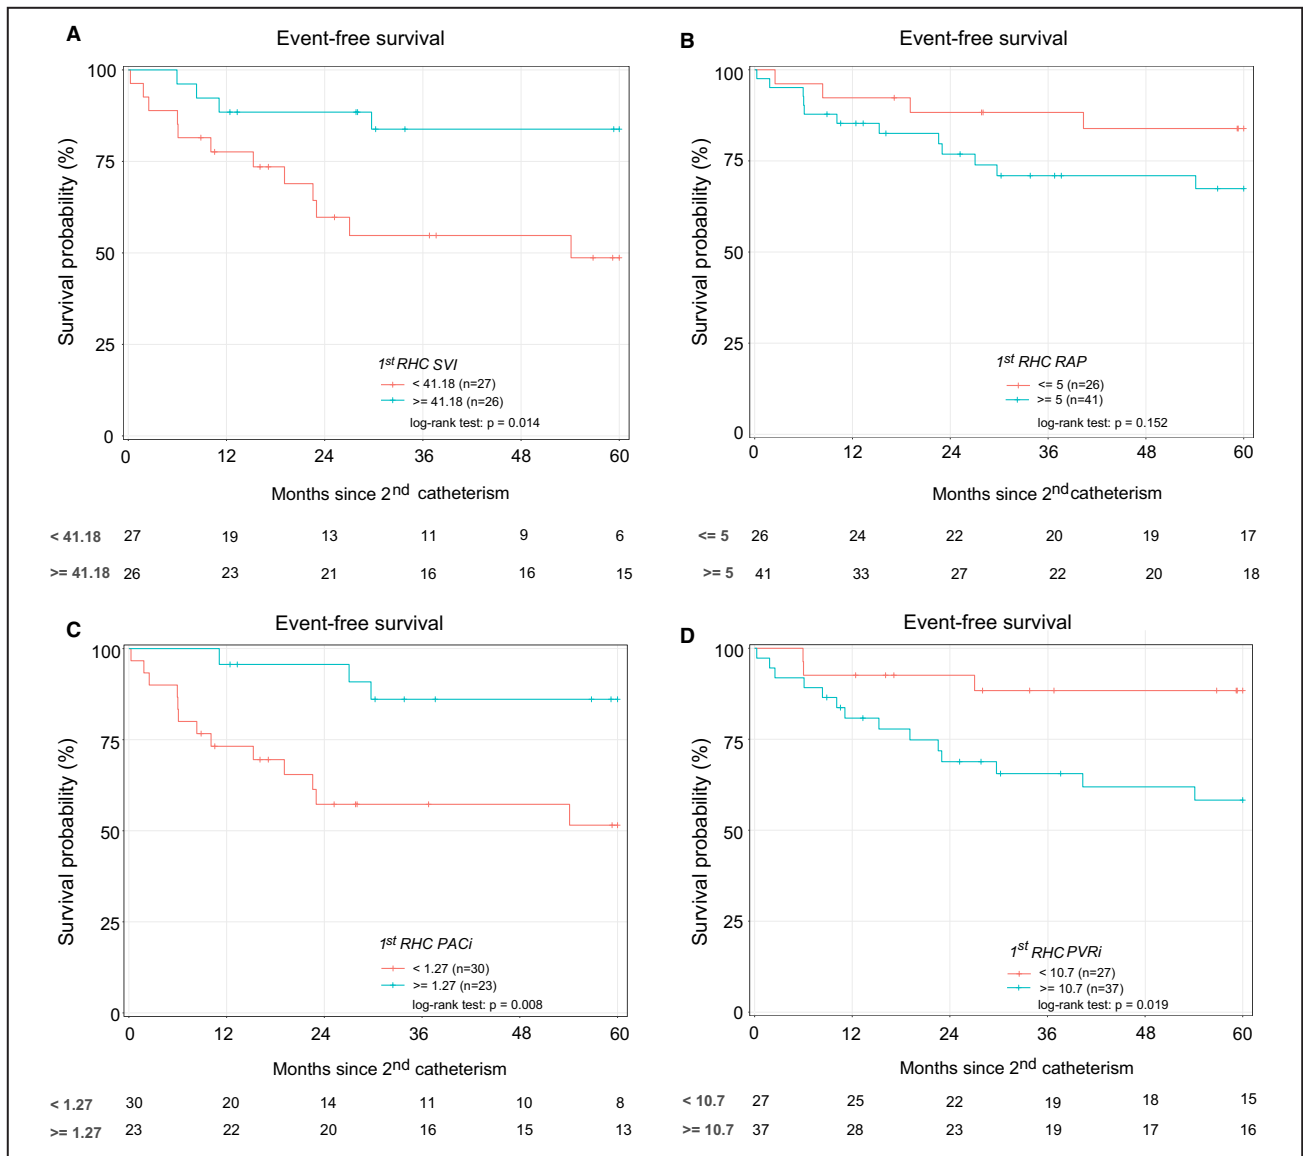 A
Event-free survival
100
75
50
25
0
Survival probability (%)
1st RHC SVI
< 41.18 (n=27)
>= 41.18 (n=26)
log-rank test: p = 0.014
0 12 24 36 48 60
Months since 2nd catheterism
< 41.18 27 19 13 11 9 6
>= 41.18 26 23 21 16 16 15
B
Event-free survival
100
75
50
25
0
Survival probability (%)
1st RHC RAP
<= 5 (n=26)
>= 5 (n=41)
log-rank test: p = 0.152
0 12 24 36 48 60
Months since 2nd catheterism
<= 5 26 24 22 20 19 17
>= 5 41 33 27 22 20 18
C
Event-free survival
100
75
50
25
0
Survival probability (%)
1st RHC PACi
< 1.27 (n=30)
>= 1.27 (n=23)
log-rank test: p = 0.008
0 12 24 36 48 60
Months since 2nd catheterism
< 1.27 30 20 14 11 10 8
>= 1.27 23 22 20 16 15 13
D
Event-free survival
100
75
50
25
0
Survival probability (%)
1st RHC PVRi
< 10.7 (n=27)
>= 10.7 (n=37)
log-rank test: p = 0.019
0 12 24 36 48 60
Months since 2nd catheterism
< 10.7 27 25 22 19 18 15
>= 10.7 37 28 23 19 17 16